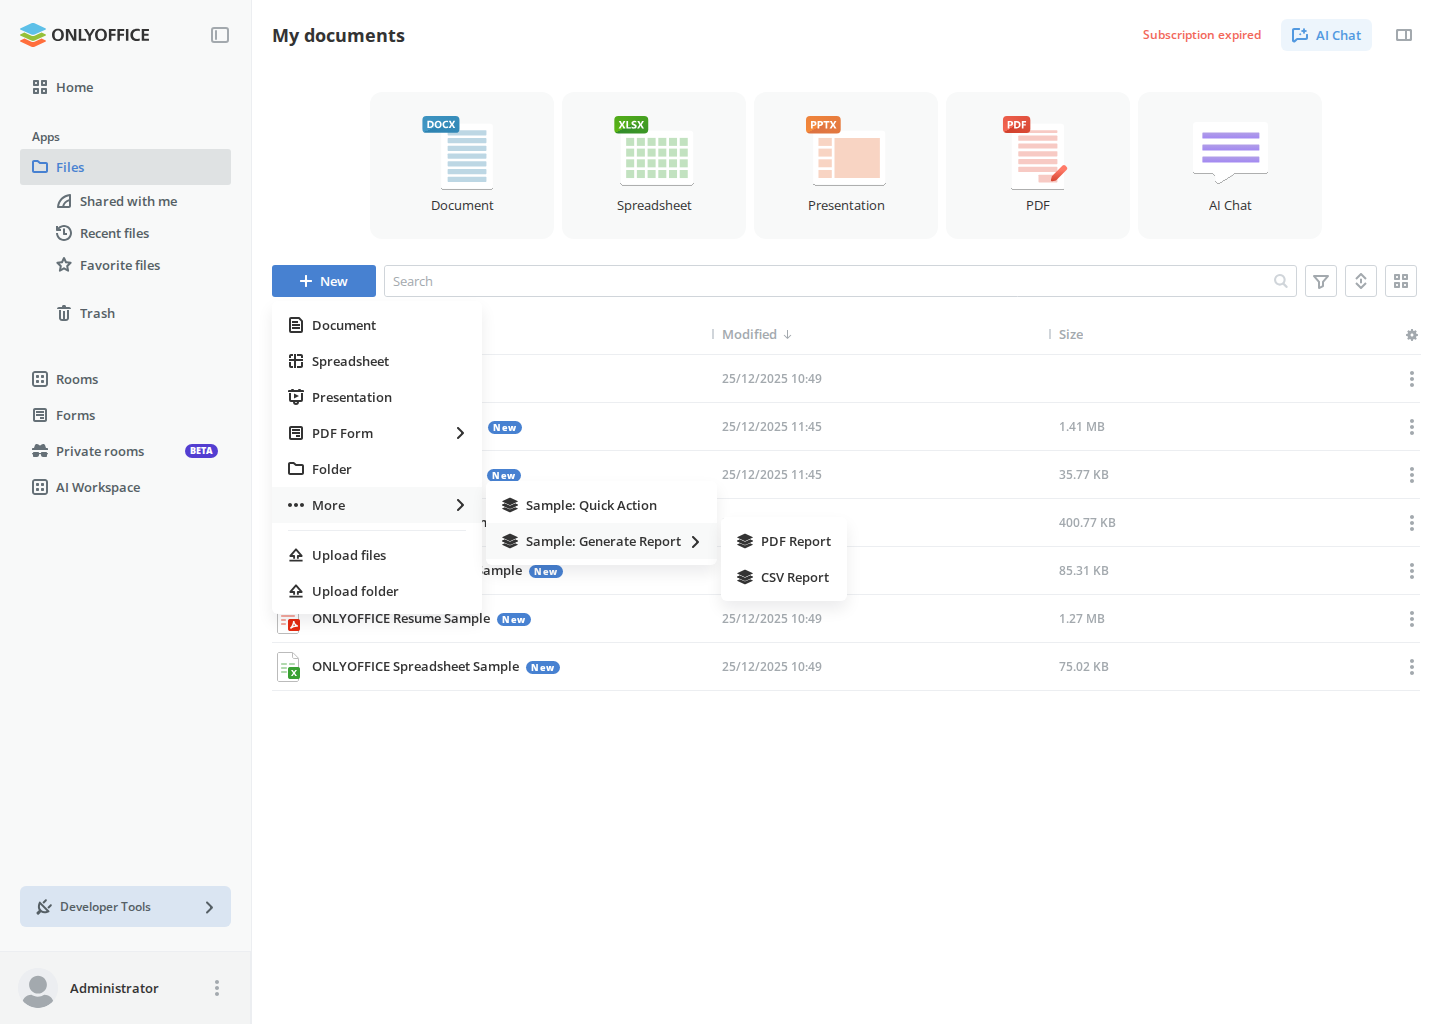 ONLYOFFICE
My documents
Subscription expired
AI Chat
Home
Apps
Files
Shared with me
Recent files
Favorite files
Trash
Rooms
Forms
Private rooms BETA
AI Workspace
Developer Tools
Administrator
DOCX
Document
XLSX
Spreadsheet
PPTX
Presentation
PDF
PDF
AI Chat
New
Search
Document
Spreadsheet
Presentation
PDF Form
Folder
More
Upload files
Upload folder
Sample: Quick Action
Sample: Generate Report
PDF Report
CSV Report
Modified Size
25/12/2025 10:49
New 25/12/2025 11:45 1.41 MB
New 25/12/2025 11:45 35.77 KB
400.77 KB
Sample New 85.31 KB
ONLYOFFICE Resume Sample New 25/12/2025 10:49 1.27 MB
ONLYOFFICE Spreadsheet Sample New 25/12/2025 10:49 75.02 KB